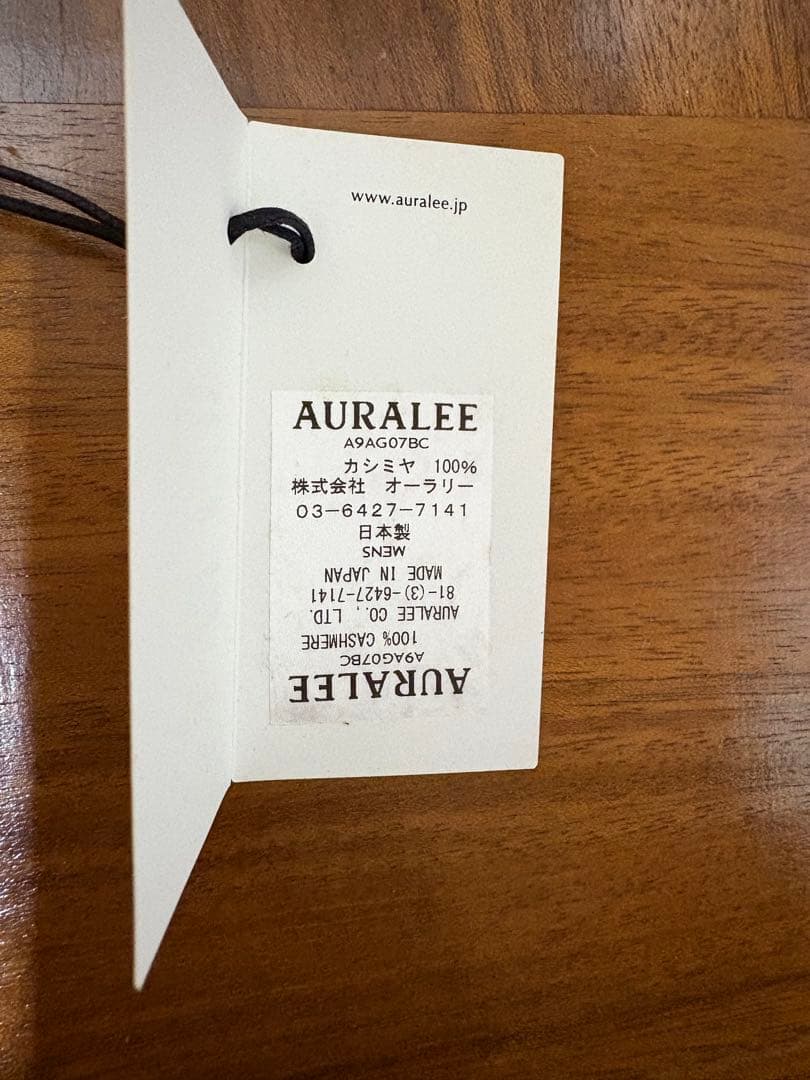 www.auralee.jp
AURALEE
A9AG07BC
カシミヤ 100%
株式会社 オーラリー
03-6427-7141
日本製
MENS
MADE IN JAPAN
81-(3)-6427-7141
AURALEE CO., LTD.
100% CASHMERE
A9AG07BC
AURALEE